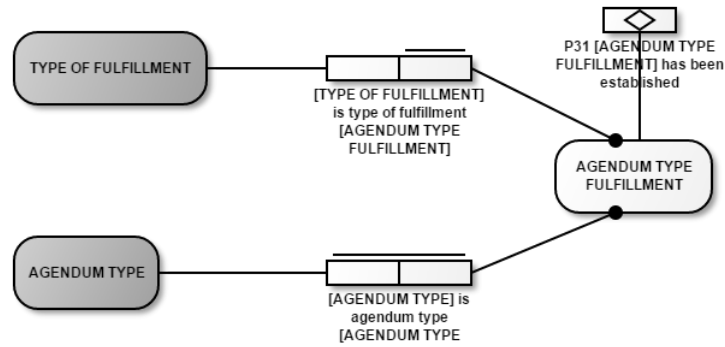 TYPE OF FULFILLMENT
[TYPE OF FULFILLMENT]
is type of fulfillment
[AGENDUM TYPE
FULFILLMENT]
P31 [AGENDUM TYPE
FULFILLMENT] has been
established
AGENDUM TYPE
FULFILLMENT
AGENDUM TYPE
[AGENDUM TYPE] is
agendum type
[AGENDUM TYPE